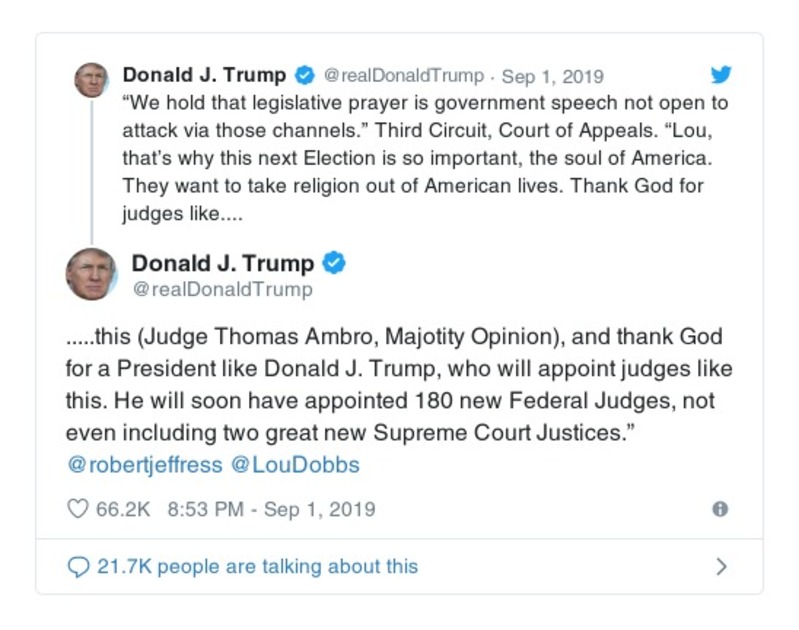 Donald J. Trump @realDonaldTrump · Sep 1, 2019
“We hold that legislative prayer is government speech not open to
attack via those channels.” Third Circuit, Court of Appeals. “Lou,
that’s why this next Election is so important, the soul of America.
They want to take religion out of American lives. Thank God for
judges like....
Donald J. Trump
@realDonaldTrump
.....this (Judge Thomas Ambro, Majotity Opinion), and thank God
for a President like Donald J. Trump, who will appoint judges like
this. He will soon have appointed 180 new Federal Judges, not
even including two great new Supreme Court Justices.”
@robertjeffress @LouDobbs
66.2K 8:53 PM - Sep 1, 2019
21.7K people are talking about this